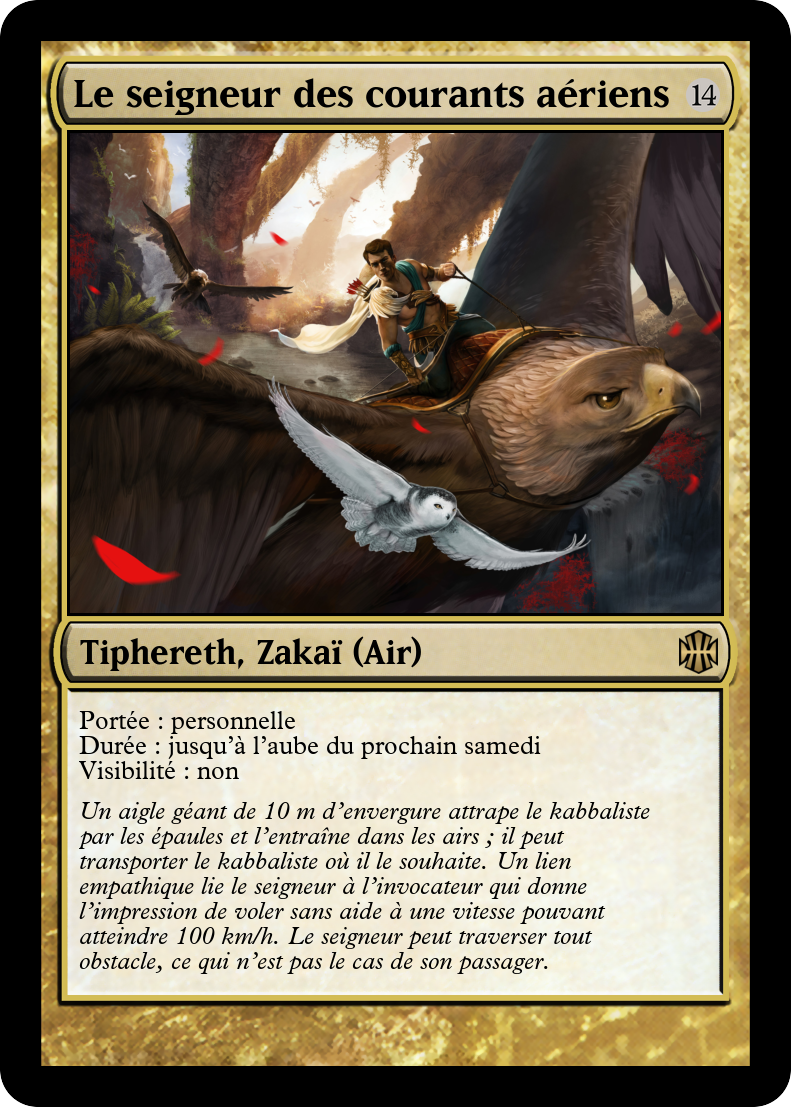 Le seigneur des courants aériens 14
Tiphereth, Zakaï (Air)
Portée : personnelle
Durée : jusqu'à l'aube du prochain samedi
Visibilité : non
Un aigle géant de 10 m d'envergure attrape le kabbaliste
par les épaules et l'entraîne dans les airs ; il peut
transporter le kabbaliste où il le souhaite. Un lien
empathique lie le seigneur à l'invocateur qui donne
l'impression de voler sans aide à une vitesse pouvant
atteindre 100 km/h. Le seigneur peut traverser tout
obstacle, ce qui n'est pas le cas de son passager.